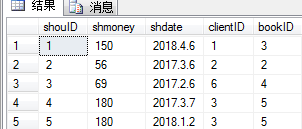 结果 消息
shouID shmoney shdate clientID bookID
1 1 150 2018.4.6 1 3
2 2 56 2017.3.6 2 2
3 3 69 2017.2.6 6 4
4 4 180 2017.3.7 3 5
5 5 180 2018.1.2 3 5